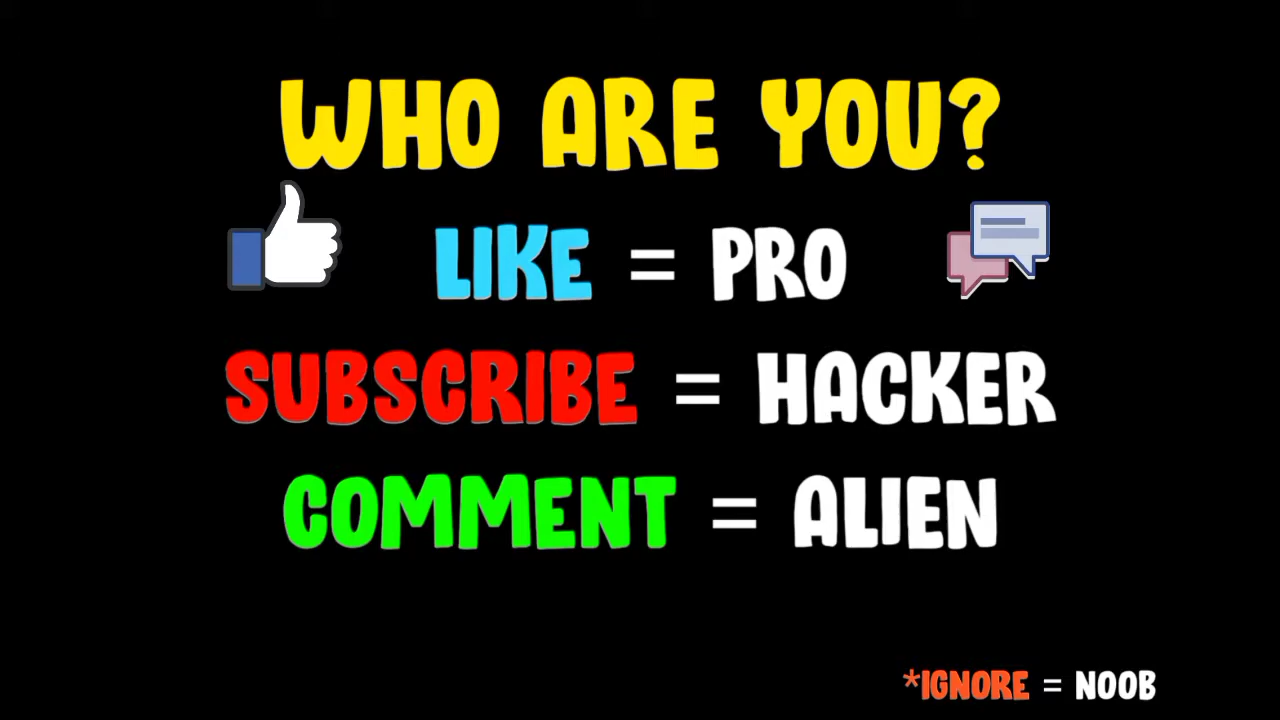 WHO ARE YOU?
LIKE = PRO
SUBSCRIBE = HACKER
COMMENT = ALIEN
*IGNORE = NOOB